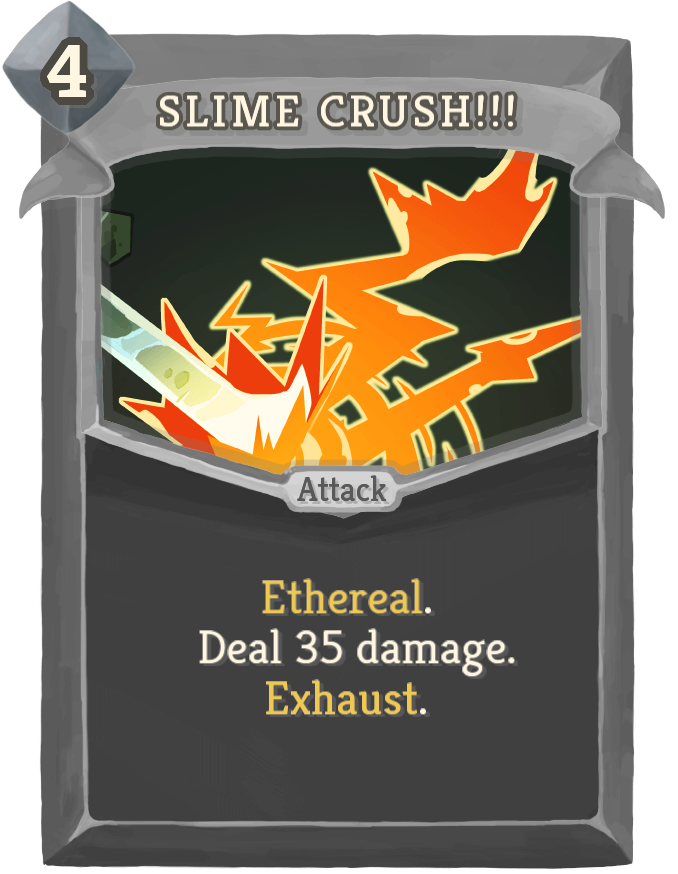 4
SLIME CRUSH!!!
Attack
Ethereal.
Deal 35 damage.
Exhaust.